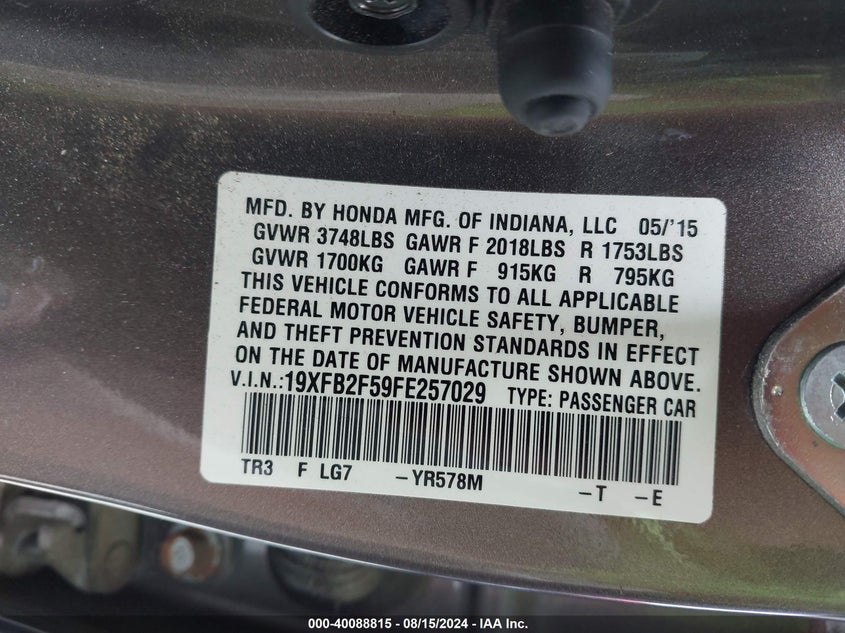 MFD. BY HONDA MFG. OF INDIANA, LLC 05/'15
GVWR 3748LBS GAWR F 2018LBS R 1753LBS
GVWR 1700KG GAWR F 915KG R 795KG
THIS VEHICLE CONFORMS TO ALL APPLICABLE
FEDERAL MOTOR VEHICLE SAFETY, BUMPER,
AND THEFT PREVENTION STANDARDS IN EFFECT
ON THE DATE OF MANUFACTURE SHOWN ABOVE.
V.I.N.:19XFB2F59FE257029 TYPE: PASSENGER CAR
TR3 F LG7 -YR578M -T -E
000-40088815 - 08/15/2024 - IAA Inc.